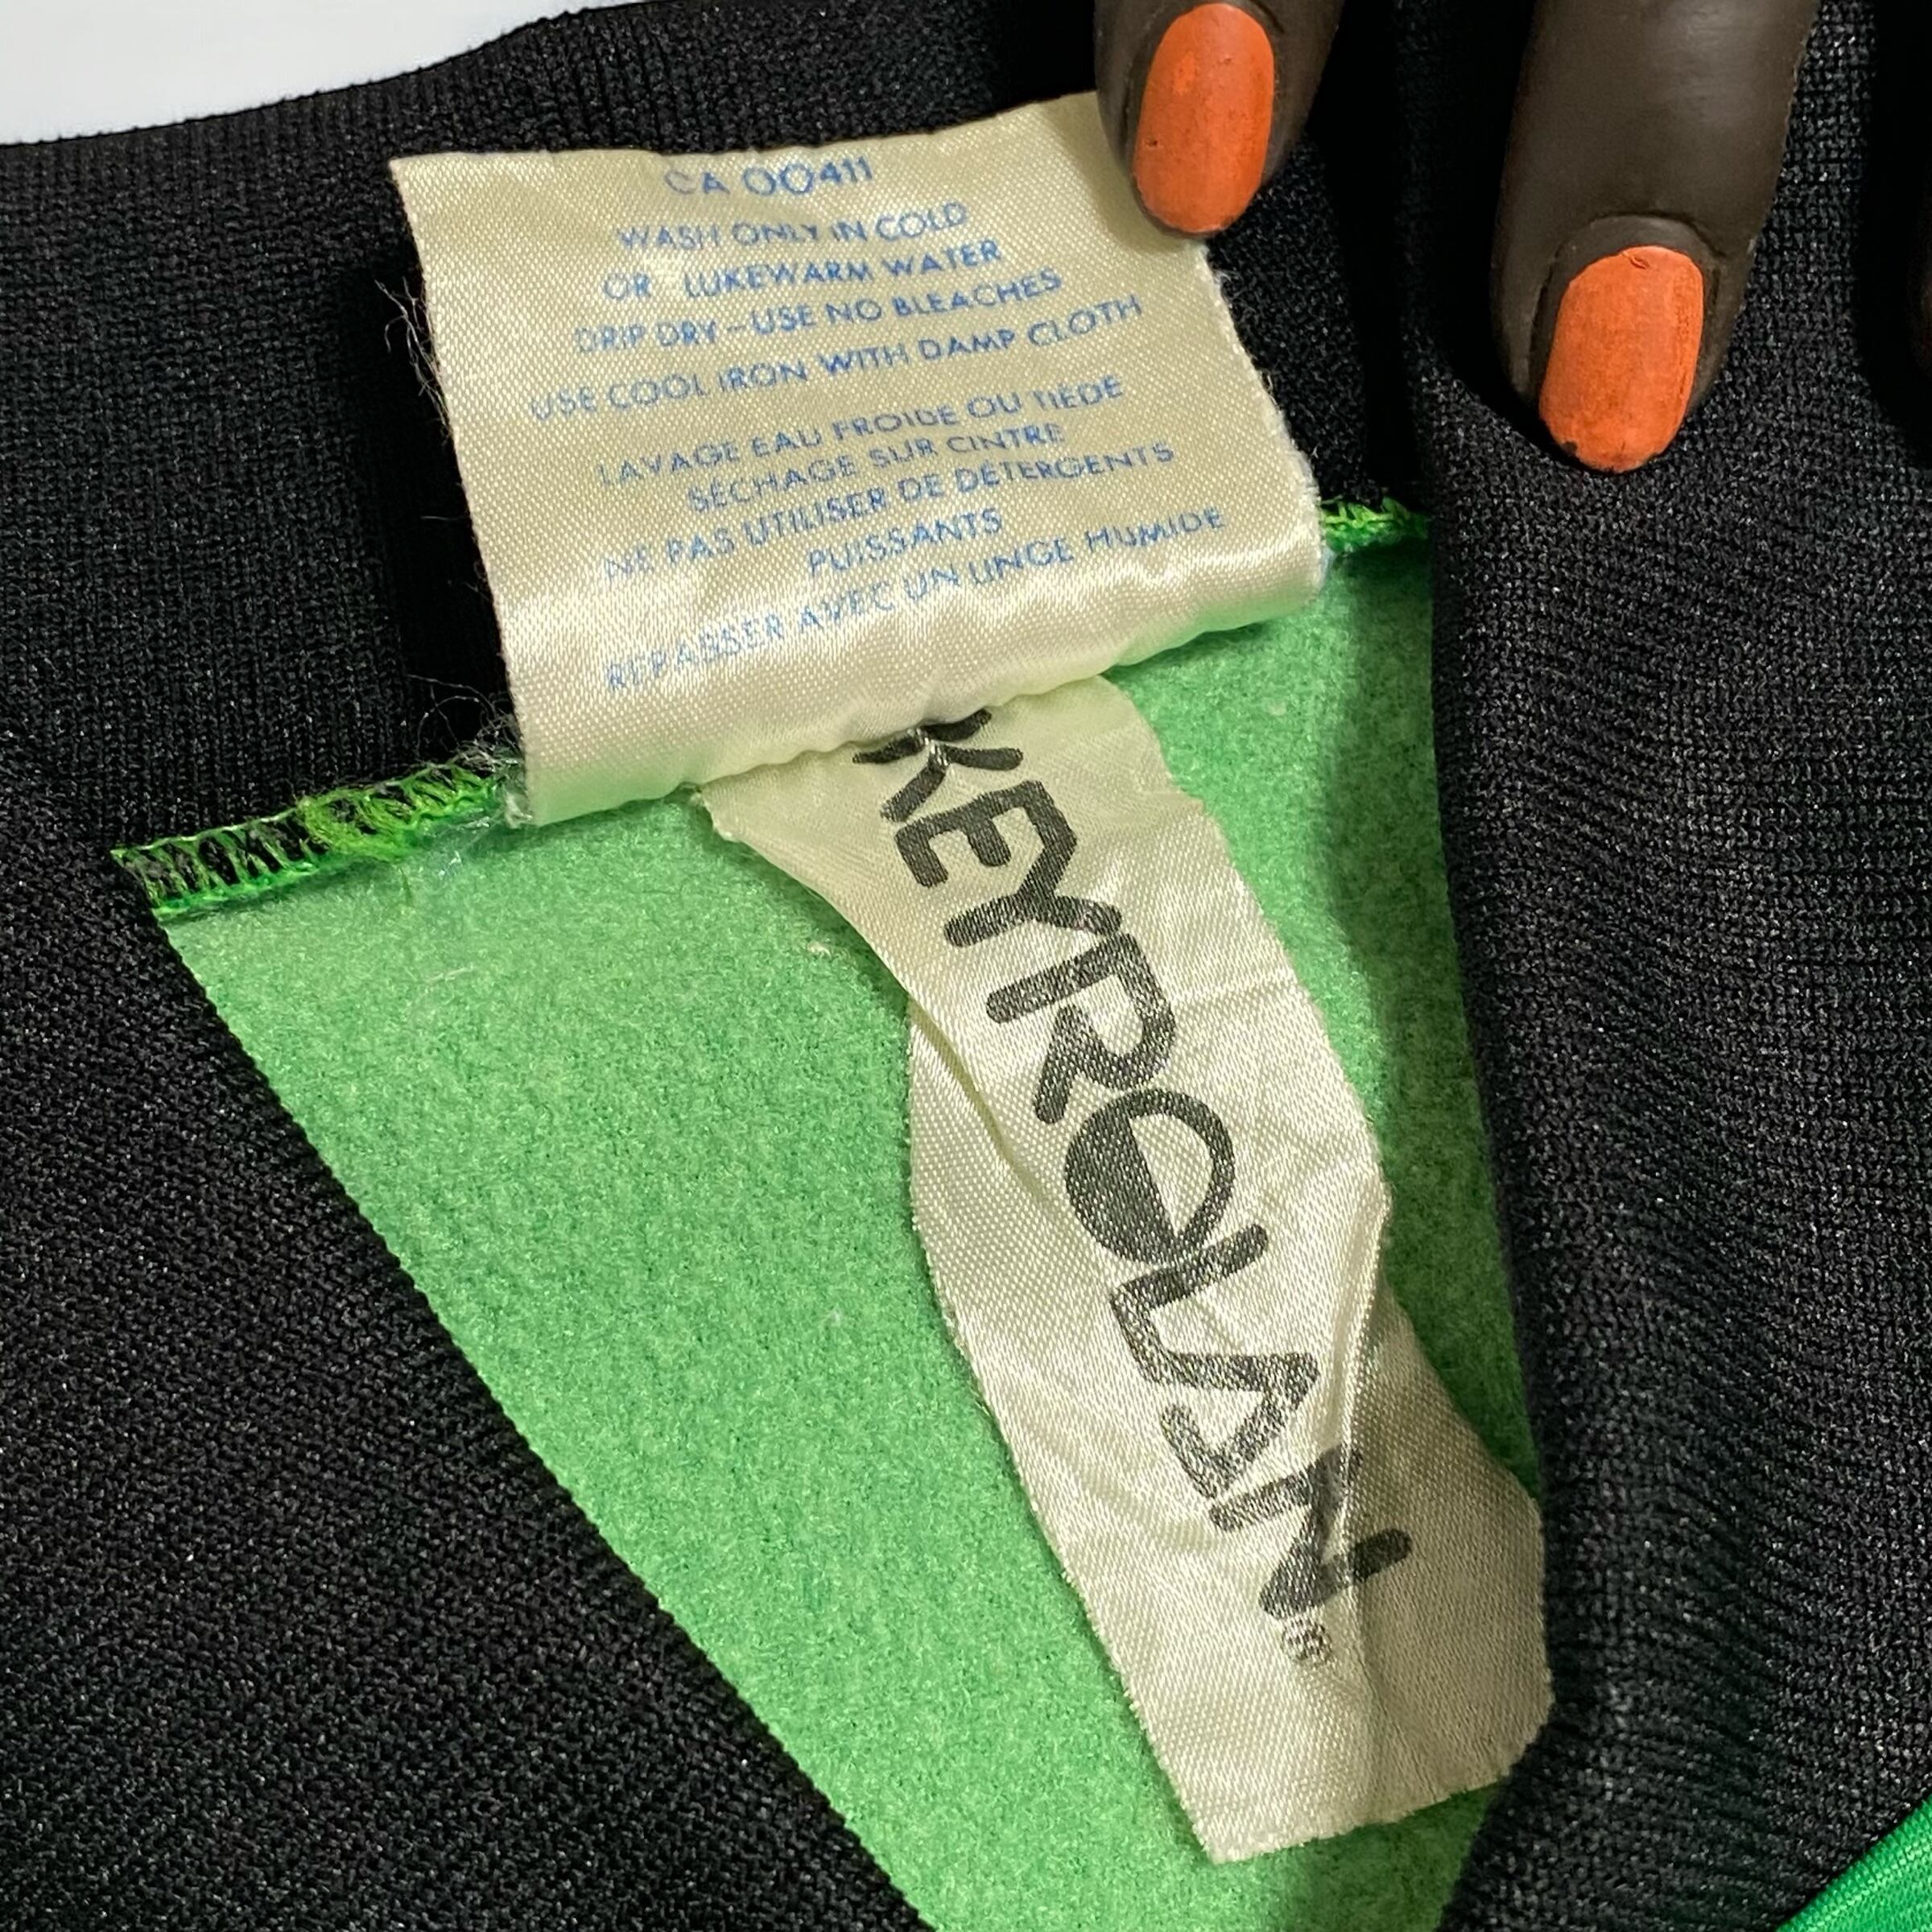 CA 00411
WASH ONLY IN COLD
OR LUKEWARM WATER
DRIP DRY – USE NO BLEACHES
USE COOL IRON WITH DAMP CLOTH
LAVAGE EAU FROIDE OU TIÈDE
SÉCHAGE SUR CINTRE
NE PAS UTILISER DE DÉTERGENTS
PUISSANTS
REPASSER AVEC UN LINGE HUMIDE
KEYROLAN®